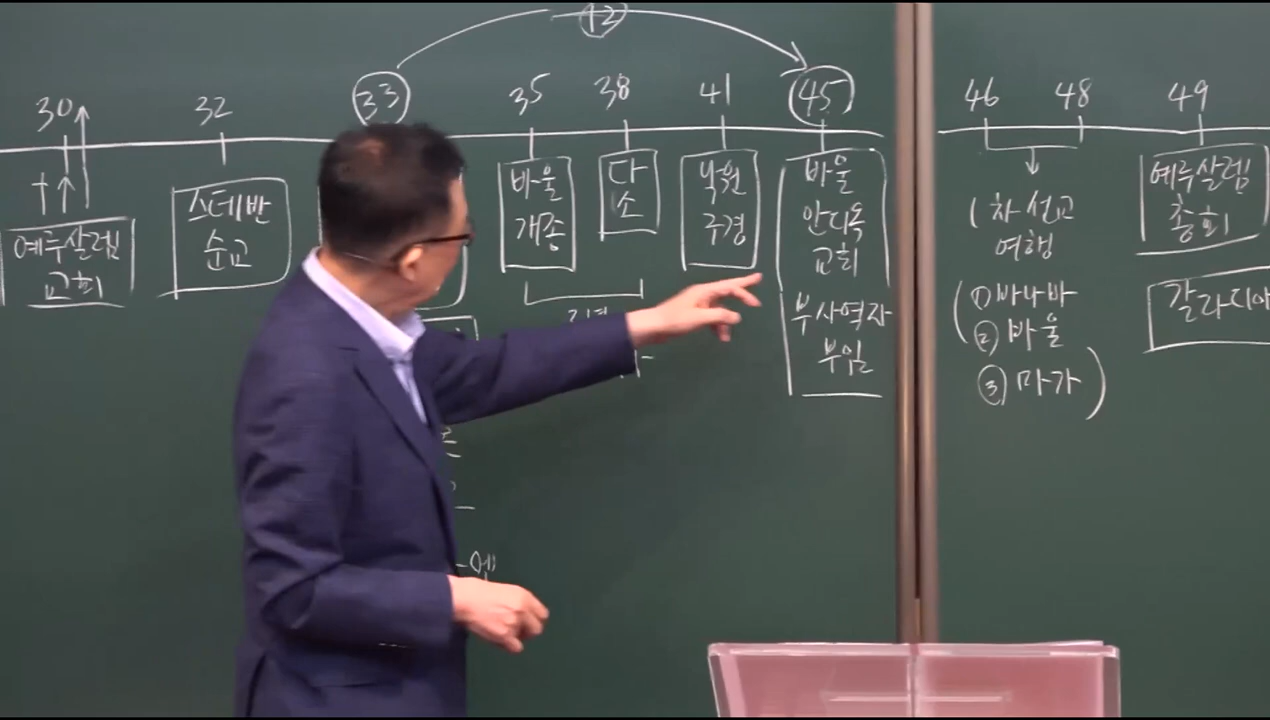 12
30
32
33
35
38
41
45
46
48
49
예루살렘
교회
스데반
순교
바울
개종
다
소
낙원
구경
바울
안디옥
교회
부사역자
부임
1차 선교
여행
① 바나바
② 바울
③ 마가
예루살렘
총회
갈라디아